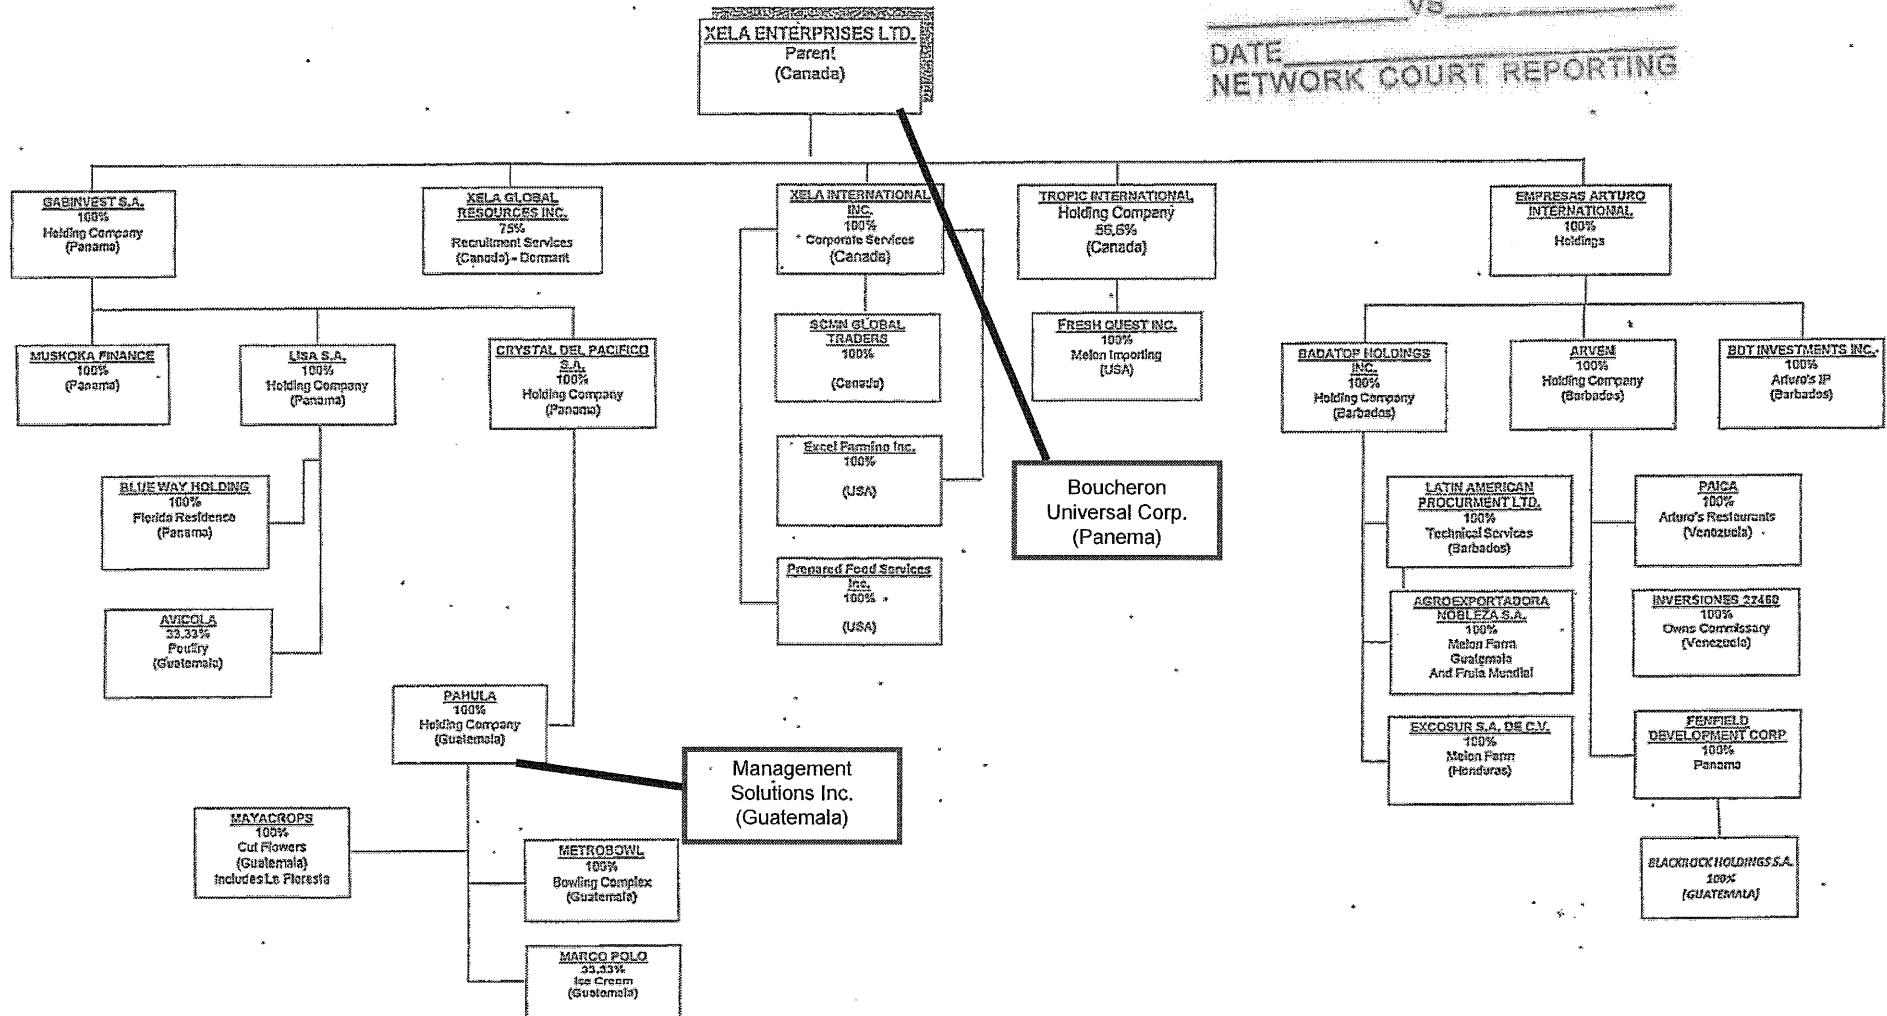 VS
DATE
NETWORK COURT REPORTING
XELA ENTERPRISES LTD.
Parent
(Canada)
GABINVEST S.A.
100%
Holding Company
(Panama)
XELA GLOBAL
RESOURCES INC.
75%
Recruitment Services
(Canada) - Dormant
XELA INTERNATIONAL
INC.
100%
Corporate Services
(Canada)
TROPIC INTERNATIONAL
Holding Company
56,6%
(Canada)
EMPRESAS ARTURO
INTERNATIONAL
100%
Holdings
MUSKOKA FINANCE
100%
(Panama)
LISA S.A.
100%
Holding Company
(Panama)
CRYSTAL DEL PACIFICO
S.A.
100%
Holding Company
(Panama)
SCMN GLOBAL
TRADERS
100%
(Canada)
FRESH QUEST INC.
100%
Melon Importing
(USA)
BADATOP HOLDINGS
INC.
100%
Holding Company
(Barbados)
ARVEN
100%
Holding Company
(Barbados)
BDT INVESTMENTS INC.
100%
Arturo's IP
(Barbados)
BLUE WAY HOLDING
100%
Florida Residence
(Panama)
Excel Farming Inc.
100%
(USA)
Boucheron
Universal Corp.
(Panema)
LATIN AMERICAN
PROCURMENT LTD.
100%
Technical Services
(Barbados)
PAICA
100%
Arturo's Restaurants
(Venezuela)
AVICOLA
33,33%
Poultry
(Guatemala)
Prepared Food Services
Inc.
100%
(USA)
AGROEXPORTADORA
NOBLEZA S.A.
100%
Melon Farm
Guatemala
And Fruta Mundial
INVERSIONES 22460
100%
Owns Commissary
(Venezuela)
PAHULA
100%
Holding Company
(Guatemala)
Management
Solutions Inc.
(Guatemala)
EXCOSUR S.A. DE C.V.
100%
Melon Farm
(Honduras)
FENFIELD
DEVELOPMENT CORP
100%
Panama
MAYACROPS
100%
Cut Flowers
(Guatemala)
Includes La Floresta
METROBOWL
100%
Bowling Complex
(Guatemala)
BLACKROCK HOLDINGS S.A.
100%
(GUATEMALA)
MARCO POLO
33,33%
Ice Cream
(Guatemala)